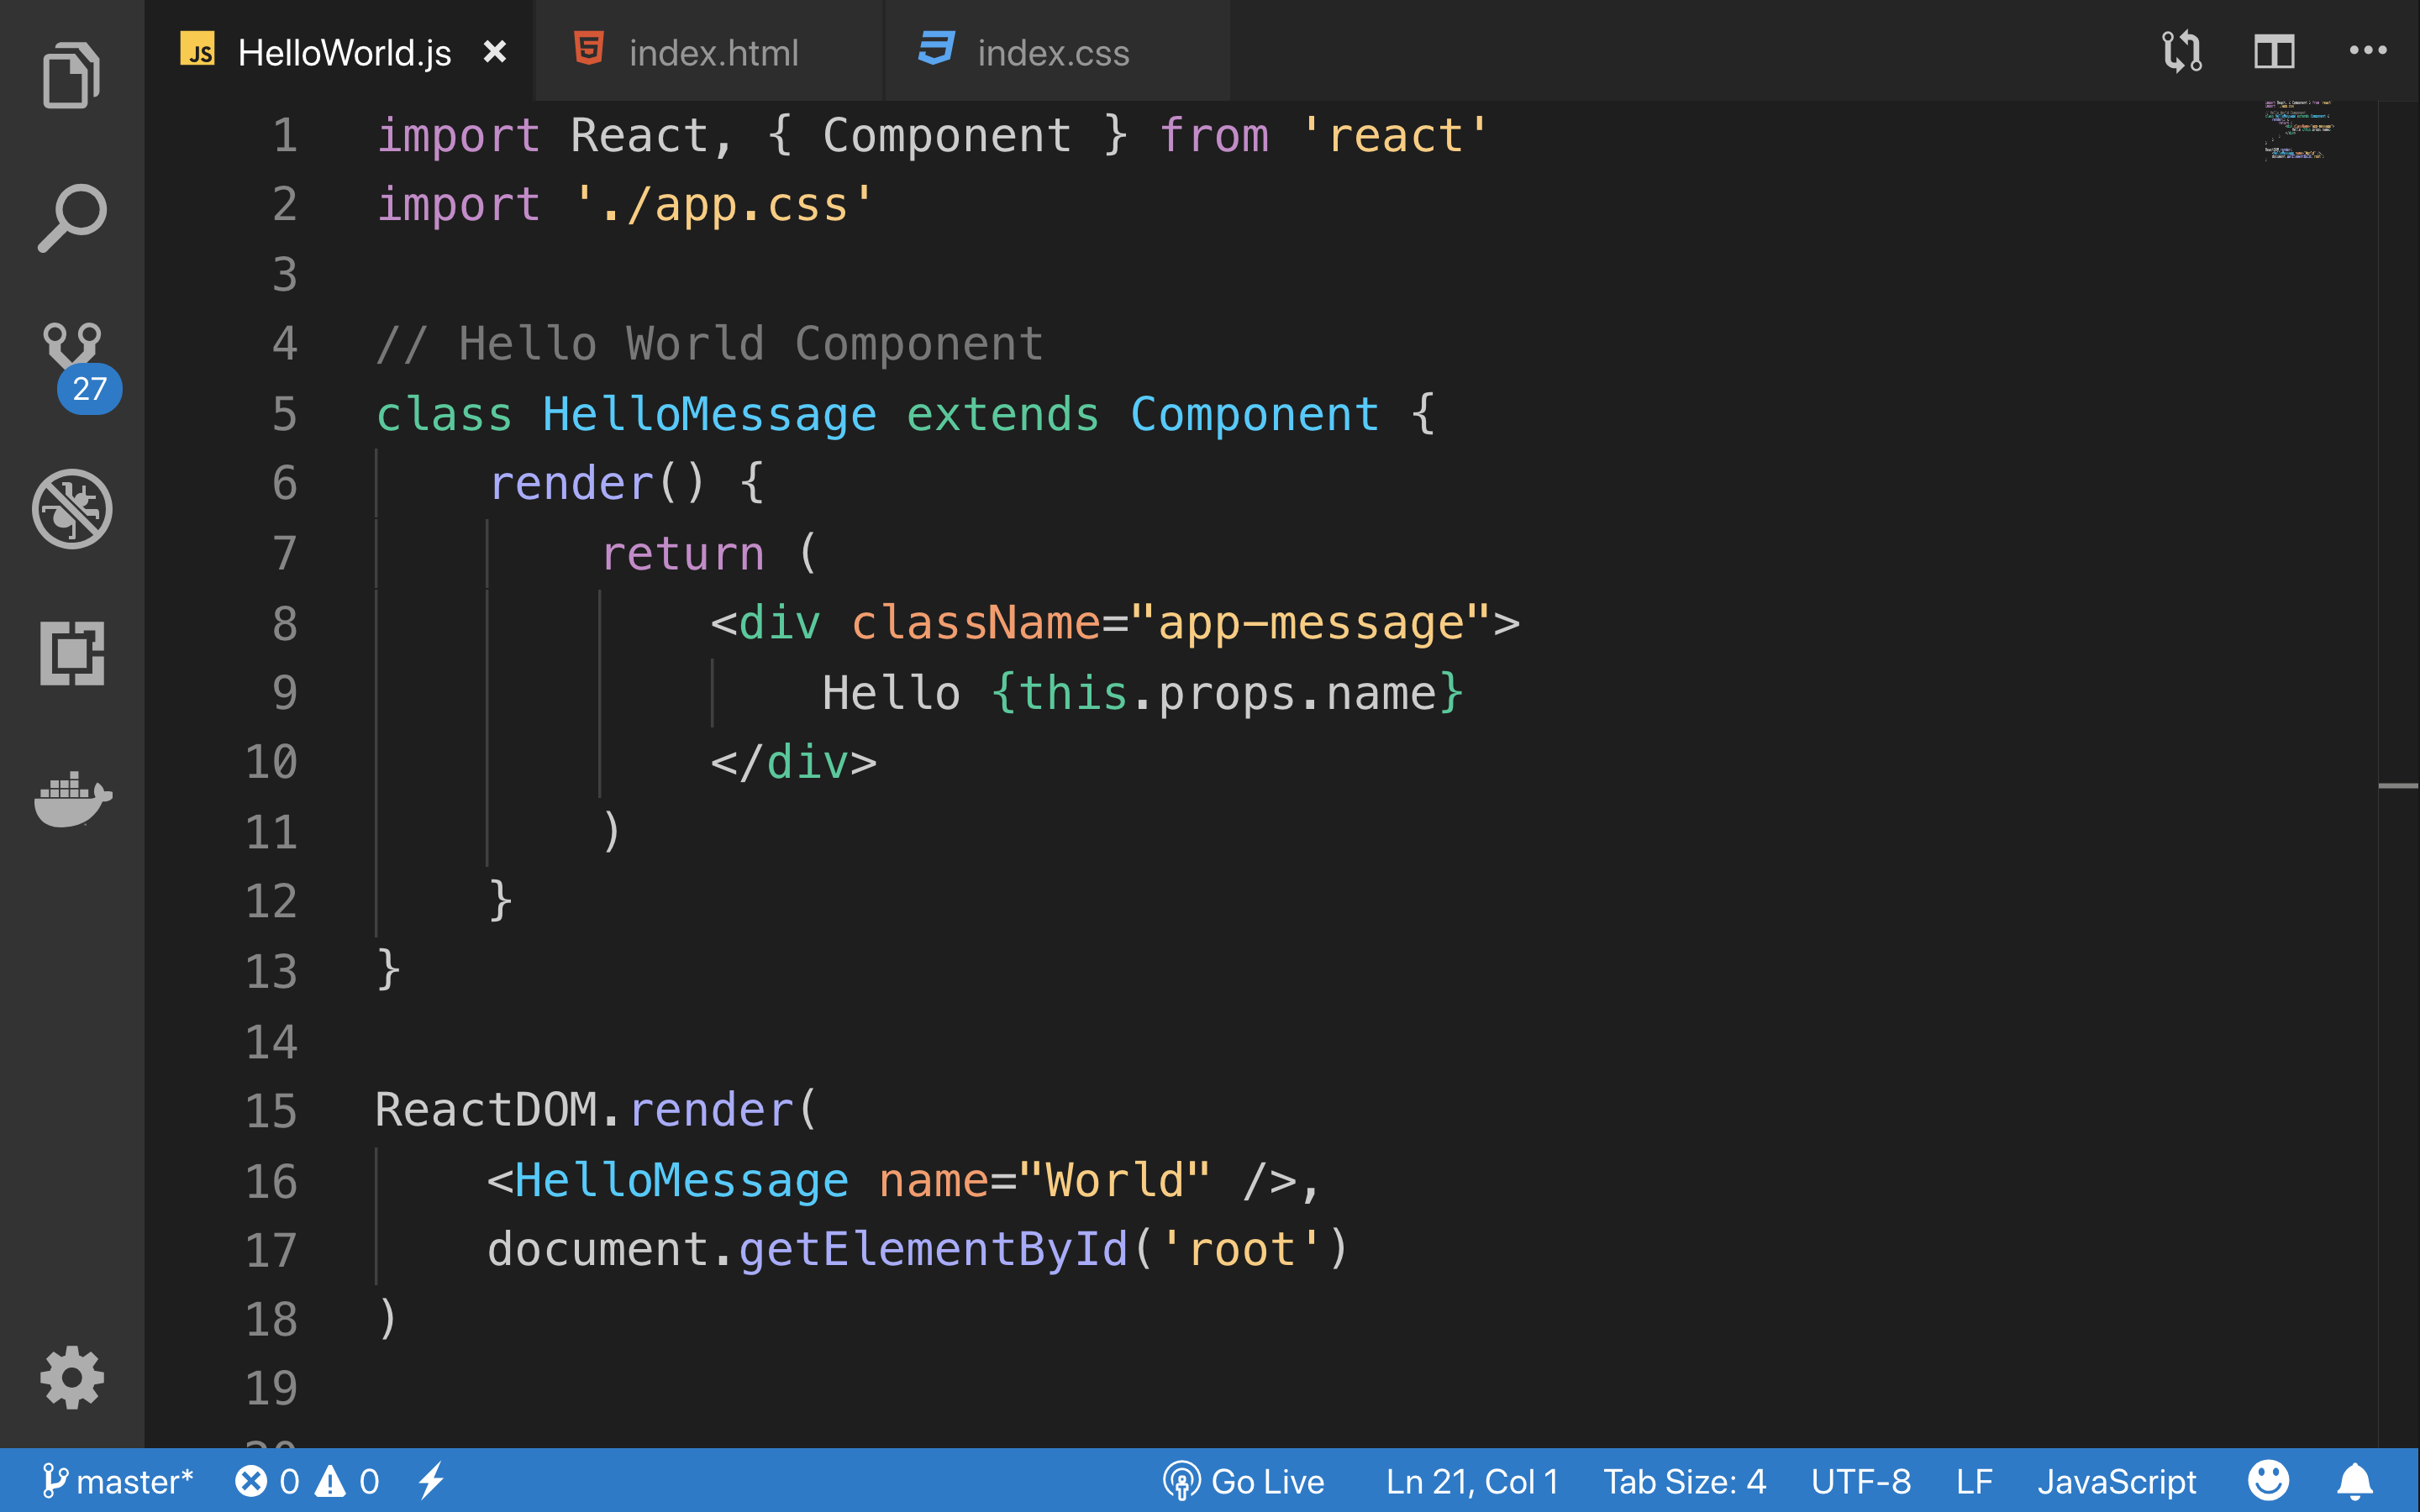 JS HelloWorld.js × index.html index.css
1 import React, { Component } from 'react'
2 import './app.css'
3
4 // Hello World Component
5 class HelloMessage extends Component {
6     render() {
7         return (
8             <div className="app-message">
9                 Hello {this.props.name}
10             </div>
11         )
12     }
13 }
14
15 ReactDOM.render(
16     <HelloMessage name="World" />,
17     document.getElementById('root')
18 )
19
27
master* 0 0 Go Live Ln 21, Col 1 Tab Size: 4 UTF-8 LF JavaScript